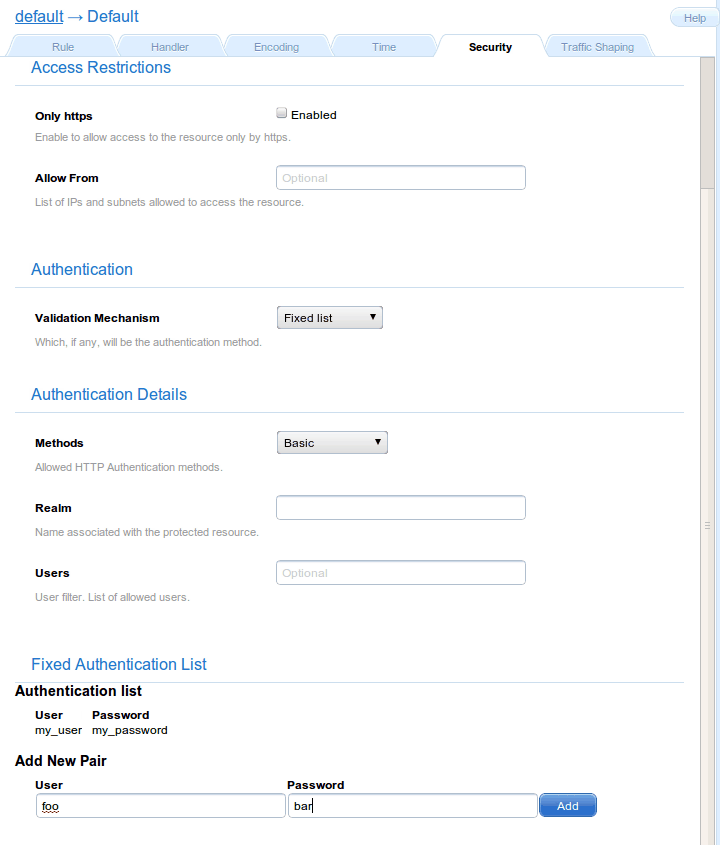 default → Default
Help
Rule Handler Encoding Time Security Traffic Shaping
Access Restrictions
Only https Enabled
Enable to allow access to the resource only by https.
Allow From Optional
List of IPs and subnets allowed to access the resource.
Authentication
Validation Mechanism Fixed list
Which, if any, will be the authentication method.
Authentication Details
Methods Basic
Allowed HTTP Authentication methods.
Realm
Name associated with the protected resource.
Users Optional
User filter. List of allowed users.
Fixed Authentication List
Authentication list
User Password
my_user my_password
Add New Pair
User Password
foo bar Add